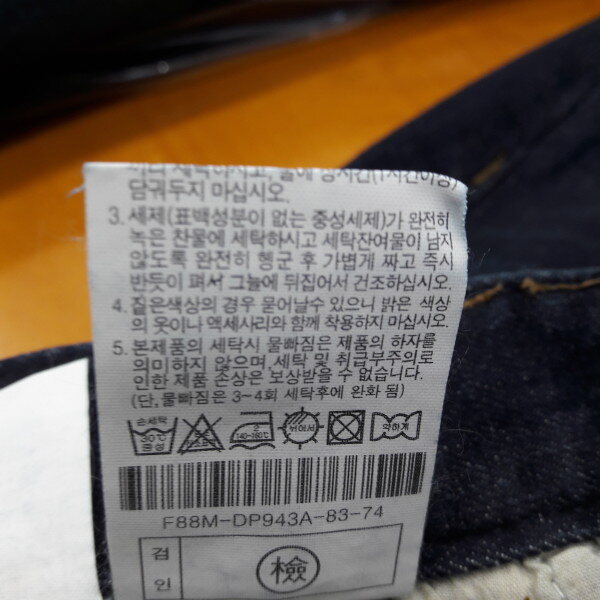 담궈두지 마십시오.
3. 세제(표백성분이 없는 중성세제)가 완전히
녹은 찬물에 세탁하시고 세탁잔여물이 남지
않도록 완전히 헹군 후 가볍게 짜고 즉시
반듯이 펴서 그늘에 뒤집어서 건조하십시오.
4. 짙은색상의 경우 묻어날수 있으니 밝은 색상
의 옷이나 액세사리와 함께 착용하지 마십시오.
5. 본제품의 세탁시 물빠짐은 제품의 하자를
의미하지 않으며, 세탁 및 취급부주의로
인한 제품 손상은 보상받을 수 없습니다.
(단, 물빠짐은 3~4회 세탁후에 완화 됨)
손세탁 30℃ 중성 염소표백 2 140~160℃ 뉘어서 약하게
F88M-DP943A-83-74
검 인 檢